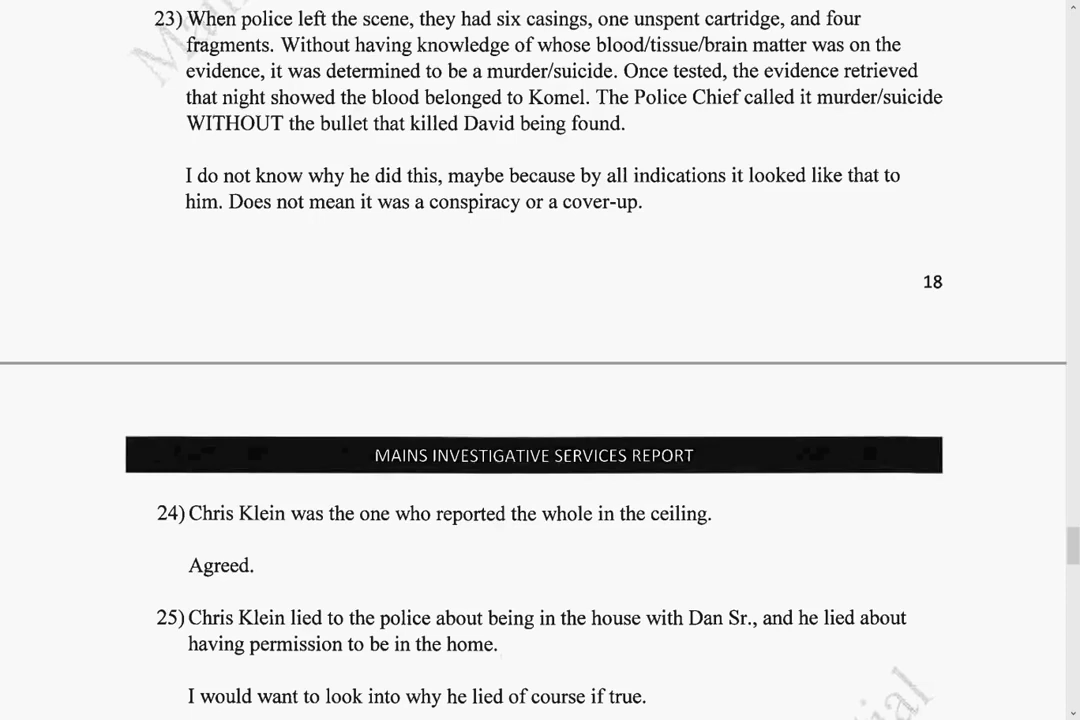 23) When police left the scene, they had six casings, one unspent cartridge, and four
fragments. Without having knowledge of whose blood/tissue/brain matter was on the
evidence, it was determined to be a murder/suicide. Once tested, the evidence retrieved
that night showed the blood belonged to Komel. The Police Chief called it murder/suicide
WITHOUT the bullet that killed David being found.
I do not know why he did this, maybe because by all indications it looked like that to
him. Does not mean it was a conspiracy or a cover-up.
18
MAINS INVESTIGATIVE SERVICES REPORT
24) Chris Klein was the one who reported the whole in the ceiling.
Agreed.
25) Chris Klein lied to the police about being in the house with Dan Sr., and he lied about
having permission to be in the home.
I would want to look into why he lied of course if true.